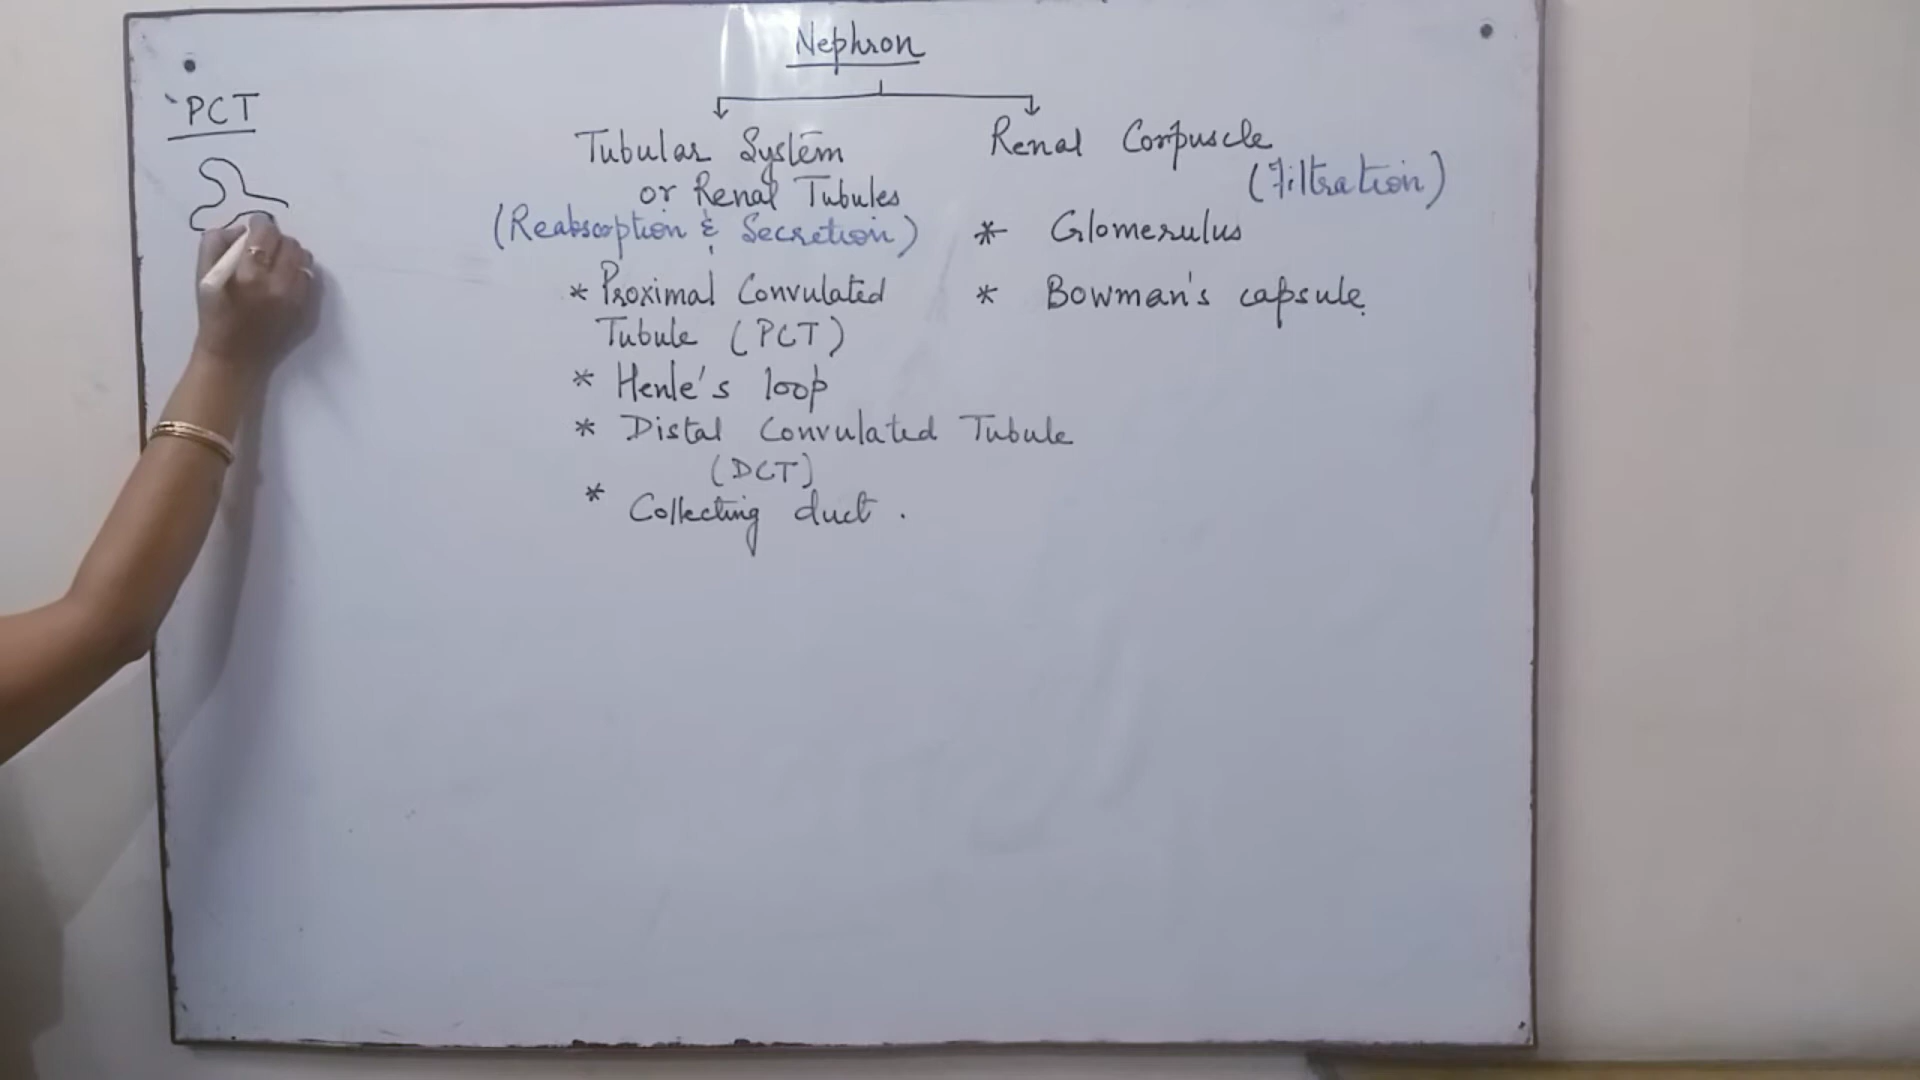 Nephron
PCT
Tubular System
or Renal Tubules
(Reabsorption & Secretion)
* Proximal Convulated
Tubule (PCT)
* Henle's loop
* Distal Convulated Tubule
(DCT)
* Collecting duct .
Renal Corpuscle
(Filtration)
* Glomerulus
* Bowman's capsule.